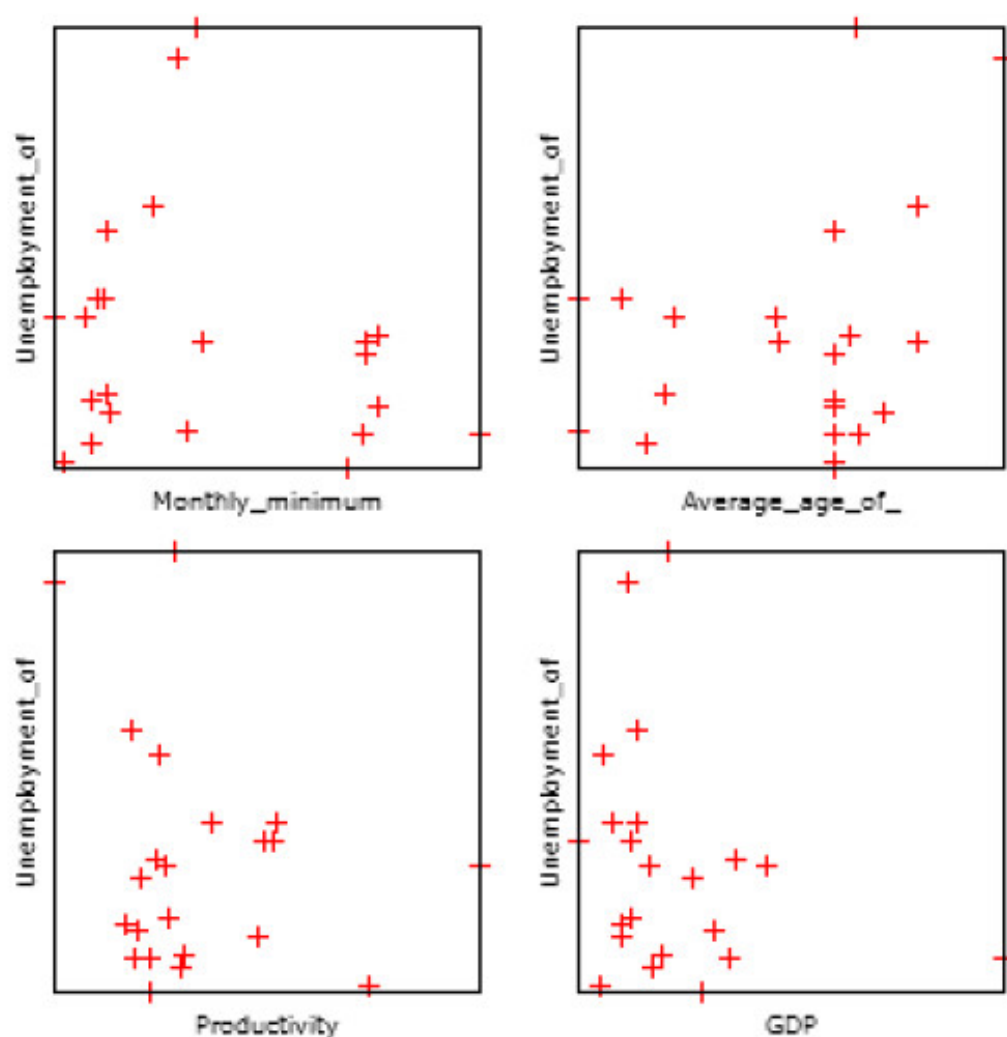 Unemployment_of
Monthly_minimum
Unemployment_of
Average_age_of_
Unemployment_of
Productivity
Unemployment_of
GDP